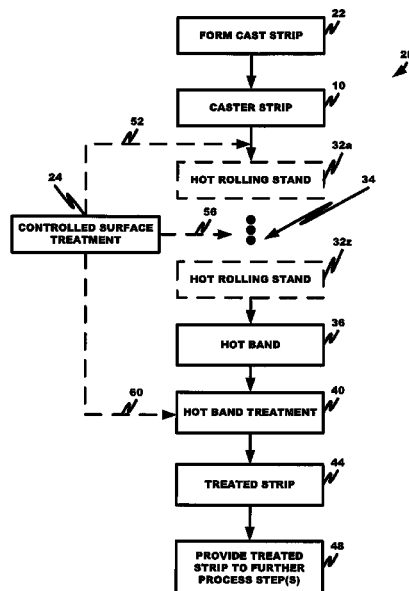 22
FORM CAST STRIP
10
CASTER STRIP
52
32a
24
HOT ROLLING STAND
34
CONTROLLED SURFACE
TREATMENT
56
32z
HOT ROLLING STAND
36
HOT BAND
60
40
HOT BAND TREATMENT
44
TREATED STRIP
48
PROVIDE TREATED
STRIP TO FURTHER
PROCESS STEP(S)